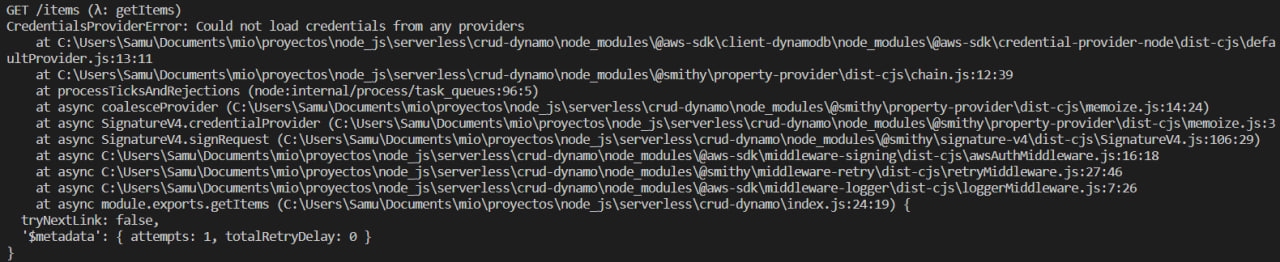 GET /items (λ: getItems)
CredentialsProviderError: Could not load credentials from any providers
    at C:\Users\Samu\Documents\mio\proyectos\node_js\serverless\crud-dynamo\node_modules\@aws-sdk\client-dynamodb\node_modules\@aws-sdk\credential-provider-node\dist-cjs\defa
ultProvider.js:13:11
    at C:\Users\Samu\Documents\mio\proyectos\node_js\serverless\crud-dynamo\node_modules\@smithy\property-provider\dist-cjs\chain.js:12:39
    at processTicksAndRejections (node:internal/process/task_queues:96:5)
    at async coalesceProvider (C:\Users\Samu\Documents\mio\proyectos\node_js\serverless\crud-dynamo\node_modules\@smithy\property-provider\dist-cjs\memoize.js:14:24)
    at async SignatureV4.credentialProvider (C:\Users\Samu\Documents\mio\proyectos\node_js\serverless\crud-dynamo\node_modules\@smithy\property-provider\dist-cjs\memoize.js:3
    at async SignatureV4.signRequest (C:\Users\Samu\Documents\mio\proyectos\node_js\serverless\crud-dynamo\node_modules\@smithy\signature-v4\dist-cjs\SignatureV4.js:106:29)
    at async C:\Users\Samu\Documents\mio\proyectos\node_js\serverless\crud-dynamo\node_modules\@aws-sdk\middleware-signing\dist-cjs\awsAuthMiddleware.js:16:18
    at async C:\Users\Samu\Documents\mio\proyectos\node_js\serverless\crud-dynamo\node_modules\@smithy\middleware-retry\dist-cjs\retryMiddleware.js:27:46
    at async C:\Users\Samu\Documents\mio\proyectos\node_js\serverless\crud-dynamo\node_modules\@aws-sdk\middleware-logger\dist-cjs\loggerMiddleware.js:7:26
    at async module.exports.getItems (C:\Users\Samu\Documents\mio\proyectos\node_js\serverless\crud-dynamo\index.js:24:19) {
  tryNextLink: false,
  '$metadata': { attempts: 1, totalRetryDelay: 0 }
}